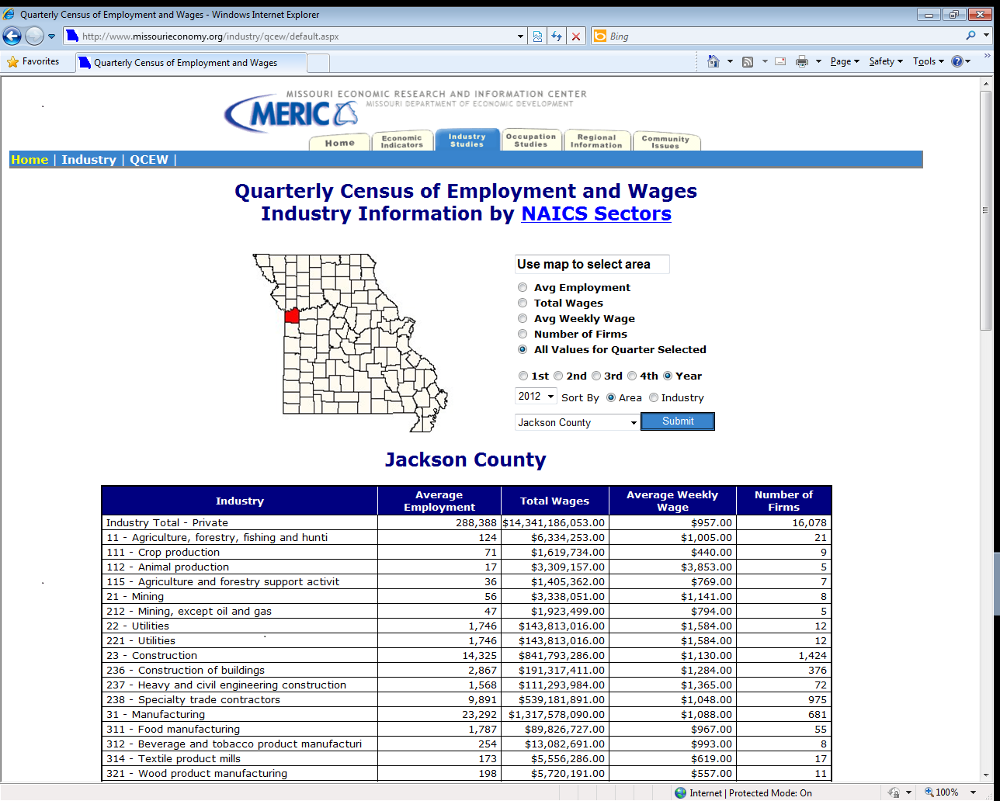 Quarterly Census of Employment and Wages - Windows Internet Explorer
http://www.missourieconomy.org/industry/qcew/default.aspx
Bing
Favorites
Quarterly Census of Employment and Wages
Page Safety Tools
MISSOURI ECONOMIC RESEARCH AND INFORMATION CENTER
MISSOURI DEPARTMENT OF ECONOMIC DEVELOPMENT
MERIC
Home
Economic Indicators
Industry Studies
Occupation Studies
Regional Information
Community Issues
Home | Industry | QCEW |
Quarterly Census of Employment and Wages
Industry Information by NAICS Sectors
Use map to select area
Avg Employment
Total Wages
Avg Weekly Wage
Number of Firms
All Values for Quarter Selected
1st 2nd 3rd 4th Year
2012 Sort By Area Industry
Jackson County Submit
Jackson County
Industry Average Employment Total Wages Average Weekly Wage Number of Firms
Industry Total - Private 288,388 $14,341,186,053.00 $957.00 16,078
11 - Agriculture, forestry, fishing and hunti 124 $6,334,253.00 $1,005.00 21
111 - Crop production 71 $1,619,734.00 $440.00 9
112 - Animal production 17 $3,309,157.00 $3,853.00 5
115 - Agriculture and forestry support activit 36 $1,405,362.00 $769.00 7
21 - Mining 56 $3,338,051.00 $1,141.00 8
212 - Mining, except oil and gas 47 $1,923,499.00 $794.00 5
22 - Utilities 1,746 $143,813,016.00 $1,584.00 12
221 - Utilities 1,746 $143,813,016.00 $1,584.00 12
23 - Construction 14,325 $841,793,286.00 $1,130.00 1,424
236 - Construction of buildings 2,867 $191,317,411.00 $1,284.00 376
237 - Heavy and civil engineering construction 1,568 $111,293,984.00 $1,365.00 72
238 - Specialty trade contractors 9,891 $539,181,891.00 $1,048.00 975
31 - Manufacturing 23,292 $1,317,578,090.00 $1,088.00 681
311 - Food manufacturing 1,787 $89,826,727.00 $967.00 55
312 - Beverage and tobacco product manufacturi 254 $13,082,691.00 $993.00 8
314 - Textile product mills 173 $5,556,286.00 $619.00 17
321 - Wood product manufacturing 198 $5,720,191.00 $557.00 11
Internet | Protected Mode: On
100%